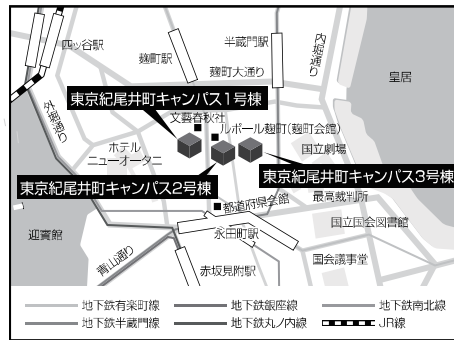 四ッ谷駅
麹町駅
半蔵門駅
内堀通り
皇居
麹町大通り
東京紀尾井町キャンパス1号棟
外堀通り
文藝春秋社
ルポール麹町(麹町会館)
ホテル
ニューオータニ
国立劇場
東京紀尾井町キャンパス2号棟
東京紀尾井町キャンパス3号棟
都道府県会館
最高裁判所
国立国会図書館
迎賓館
永田町駅
青山通り
国会議事堂
赤坂見附駅
地下鉄有楽町線
地下鉄銀座線
地下鉄南北線
地下鉄半蔵門線
地下鉄丸ノ内線
JR線